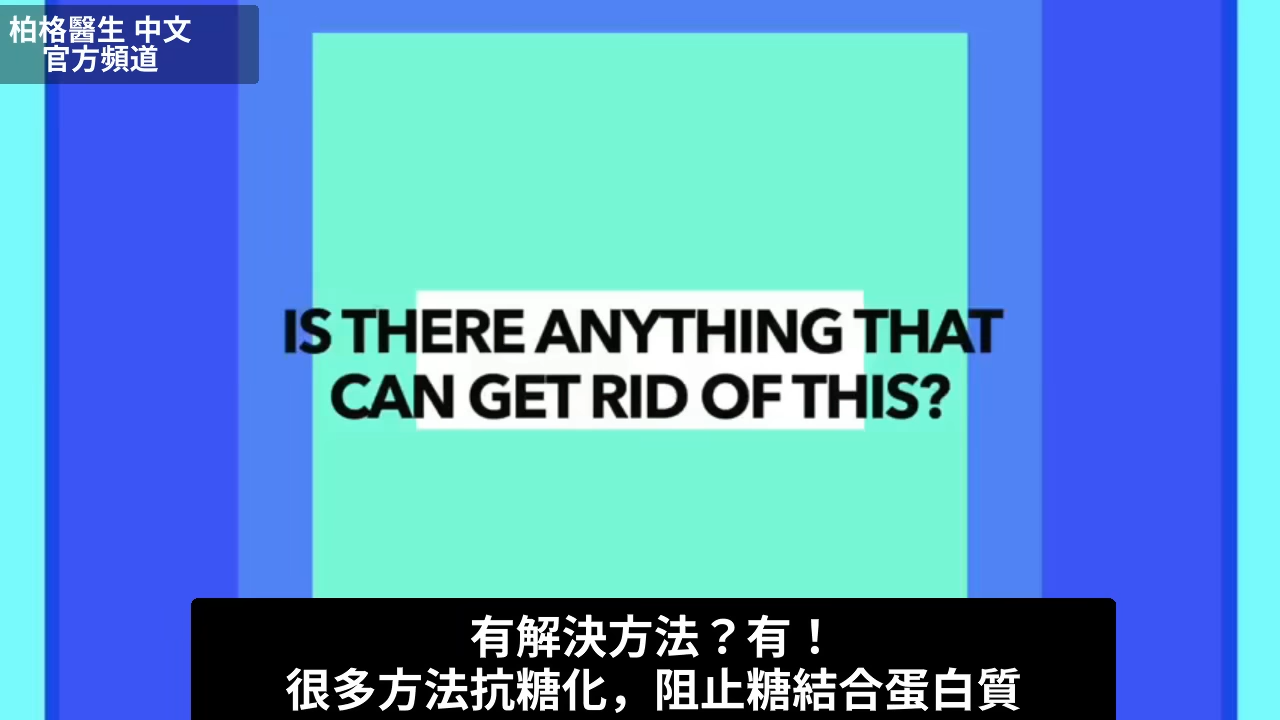 柏格醫生 中文
官方頻道
IS THERE ANYTHING THAT
CAN GET RID OF THIS?
有解決方法？有！
很多方法抗糖化，阻止糖結合蛋白質